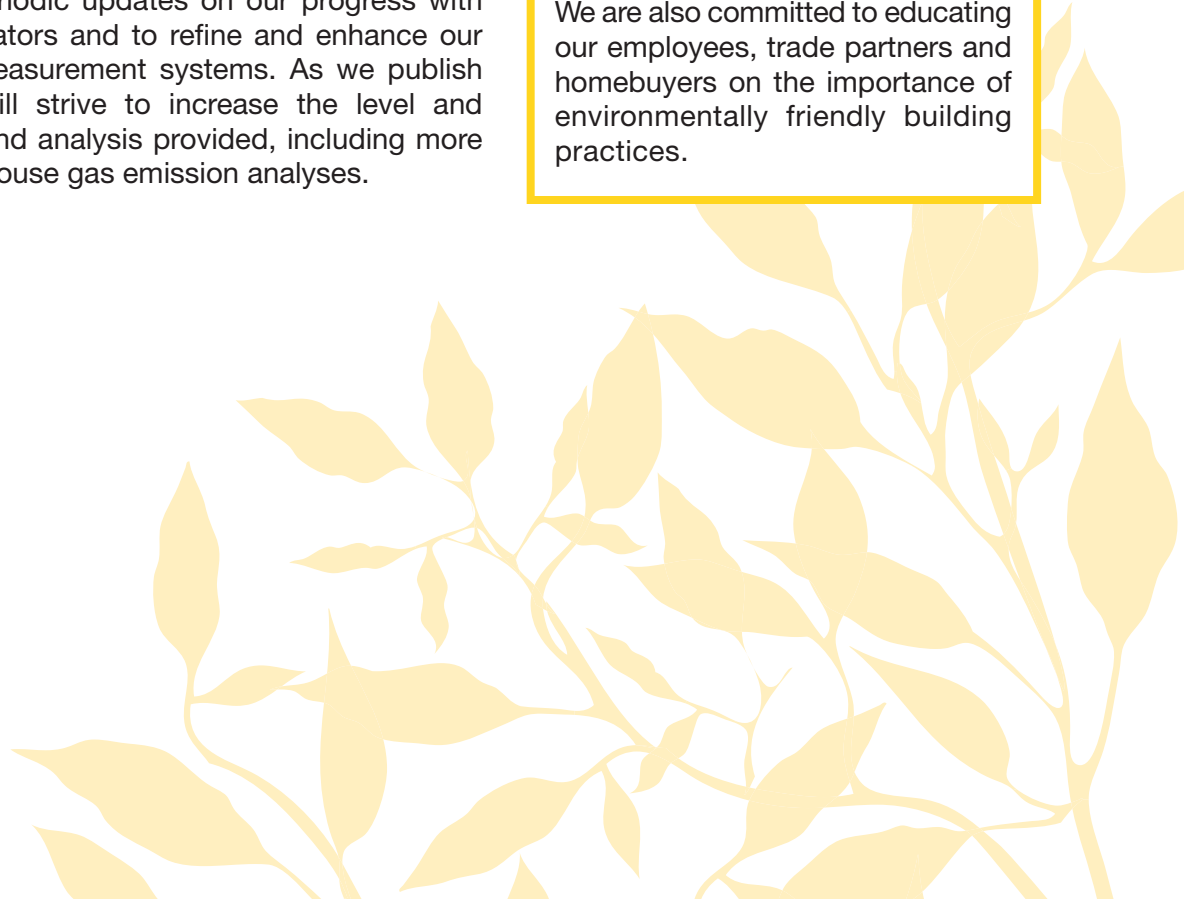 updates on our progress with
and to refine and enhance our
systems. As we publish
strive to increase the level and
analysis provided, including more
gas emission analyses.
We are also committed to educating
our employees, trade partners and
homebuyers on the importance of
environmentally friendly building
practices.